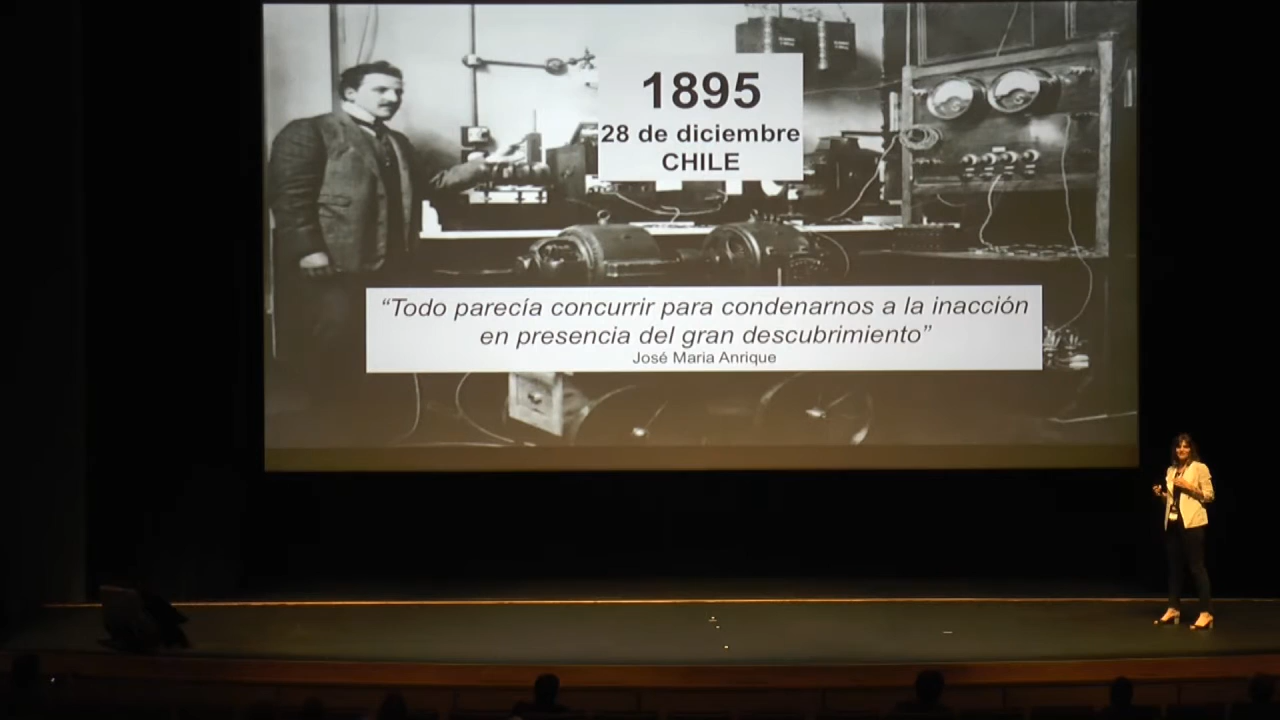 1895
28 de diciembre
CHILE
“Todo parecía concurrir para condenarnos a la inacción
en presencia del gran descubrimiento”
José Maria Anrique